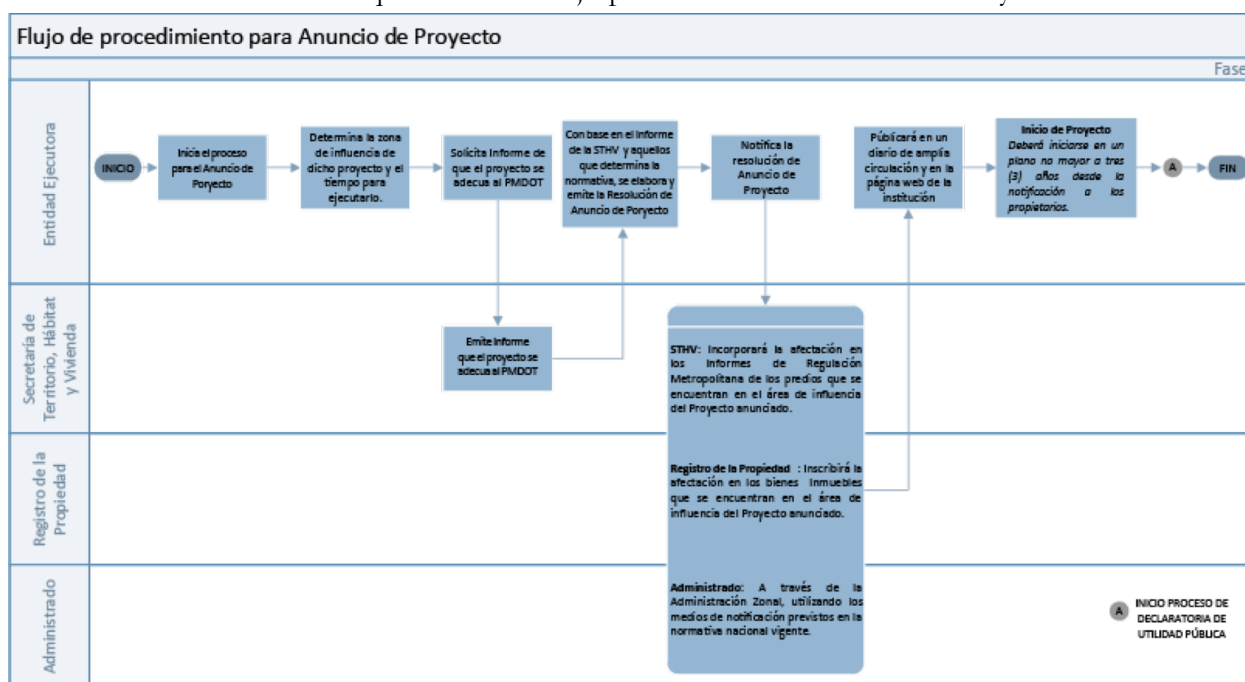 Flujo de procedimiento para Anuncio de Proyecto
Fase
Entidad Ejecutora
INICIO
Inicia el proceso
para el Anuncio de
Poryecto
Determina la zona
de influencia de
dicho proyecto y el
tiempo para
ejecutarlo.
Solicita Informe de
que el proyecto se
adecua al PMDOT
Con base en el Informe
de la STHV y aquellos
que determina la
normativa, se elabora y
emite la Resolución de
Anuncio de Poryecto
Notifica la
resolución de
Anuncio de
Proyecto
Públicará en un
diario de amplia
circulación y en la
página web de la
institución
Inicio de Proyecto
Deberá iniciarse en un
plano no mayor a tres
(3) años desde la
notificación a los
propietarios.
A
FIN
Secretaría de
Territorio, Hábitat
y Vivienda
Emite Informe
que el proyecto se
adecua al PMDOT
STHV: Incorporará la afectación en
los Informes de Regulación
Metropolitana de los predios que se
encuentran en el área de influencia
del Proyecto anunciado.
Registro de la
Propiedad
Registro de la Propiedad : Inscribirá la
afectación en los bienes Inmuebles
que se encuentran en el área de
influencia del Proyecto anunciado.
Administrado
Administrado: A través de la
Administración Zonal, utilizando los
medios de notificación previstos en la
normativa nacional vigente.
A
INICIO PROCESO DE
DECLARATORIA DE
UTILIDAD PÚBLICA